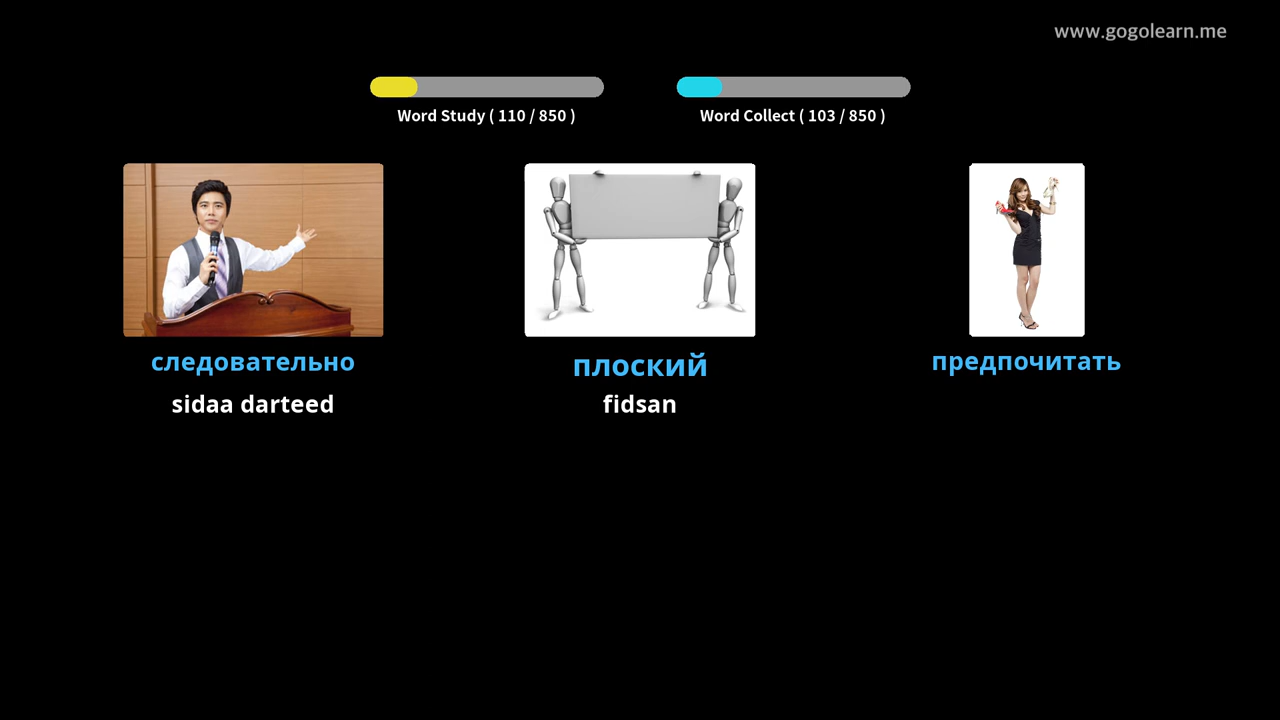 www.gogolearn.me
Word Study ( 110 / 850 )
Word Collect ( 103 / 850 )
следовательно
плоский
предпочитать
sidaa darteed
fidsan